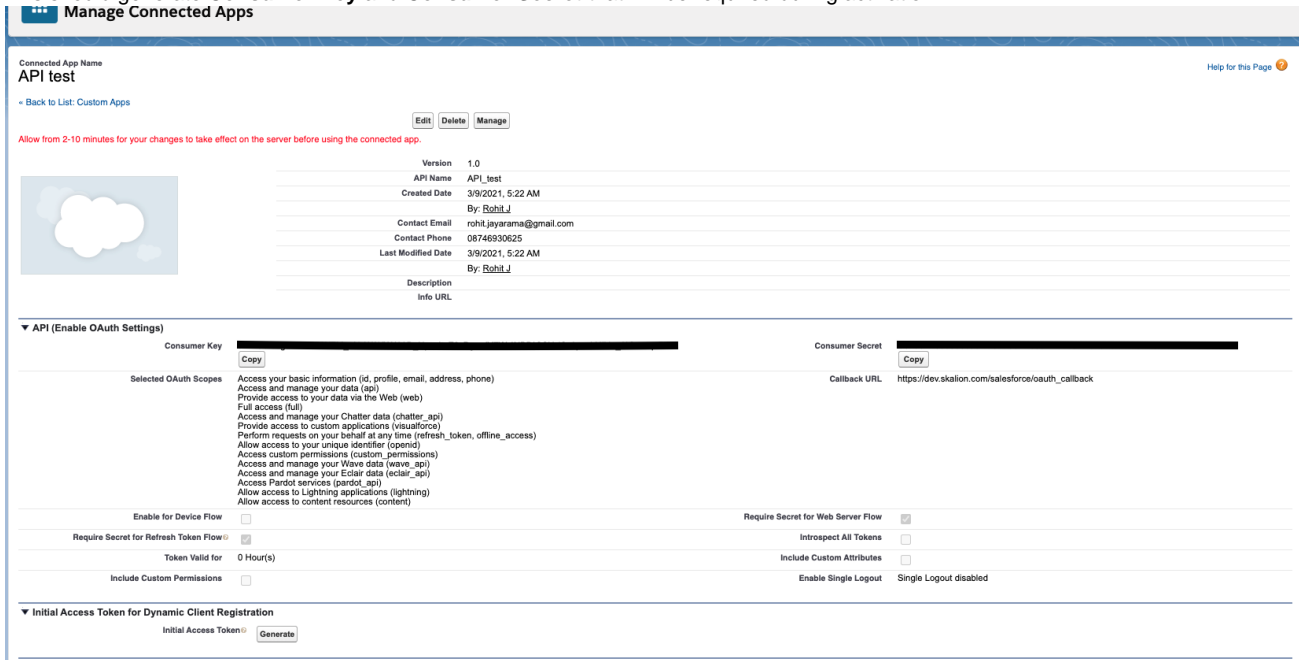 Manage Connected Apps
Connected App Name
API test
Help for this Page
« Back to List: Custom Apps
Edit Delete Manage
Allow from 2-10 minutes for your changes to take effect on the server before using the connected app.
Version 1.0
API Name API_test
Created Date 3/9/2021, 5:22 AM
By: Rohit J
Contact Email rohit.jayarama@gmail.com
Contact Phone 08746930625
Last Modified Date 3/9/2021, 5:22 AM
By: Rohit J
Description
Info URL
▼ API (Enable OAuth Settings)
Consumer Key
Copy
Consumer Secret
Copy
Selected OAuth Scopes
Access your basic information (id, profile, email, address, phone)
Access and manage your data (api)
Provide access to your data via the Web (web)
Full access (full)
Access and manage your Chatter data (chatter_api)
Provide access to custom applications (visualforce)
Perform requests on your behalf at any time (refresh_token, offline_access)
Allow access to your unique identifier (openid)
Access custom permissions (custom_permissions)
Access and manage your Wave data (wave_api)
Access and manage your Eclair data (eclair_api)
Access Pardot services (pardot_api)
Allow access to Lightning applications (lightning)
Allow access to content resources (content)
Callback URL https://dev.skalion.com/salesforce/oauth_callback
Enable for Device Flow
Require Secret for Web Server Flow
Require Secret for Refresh Token Flow
Introspect All Tokens
Token Valid for 0 Hour(s)
Include Custom Attributes
Include Custom Permissions
Enable Single Logout Single Logout disabled
▼ Initial Access Token for Dynamic Client Registration
Initial Access Token Generate